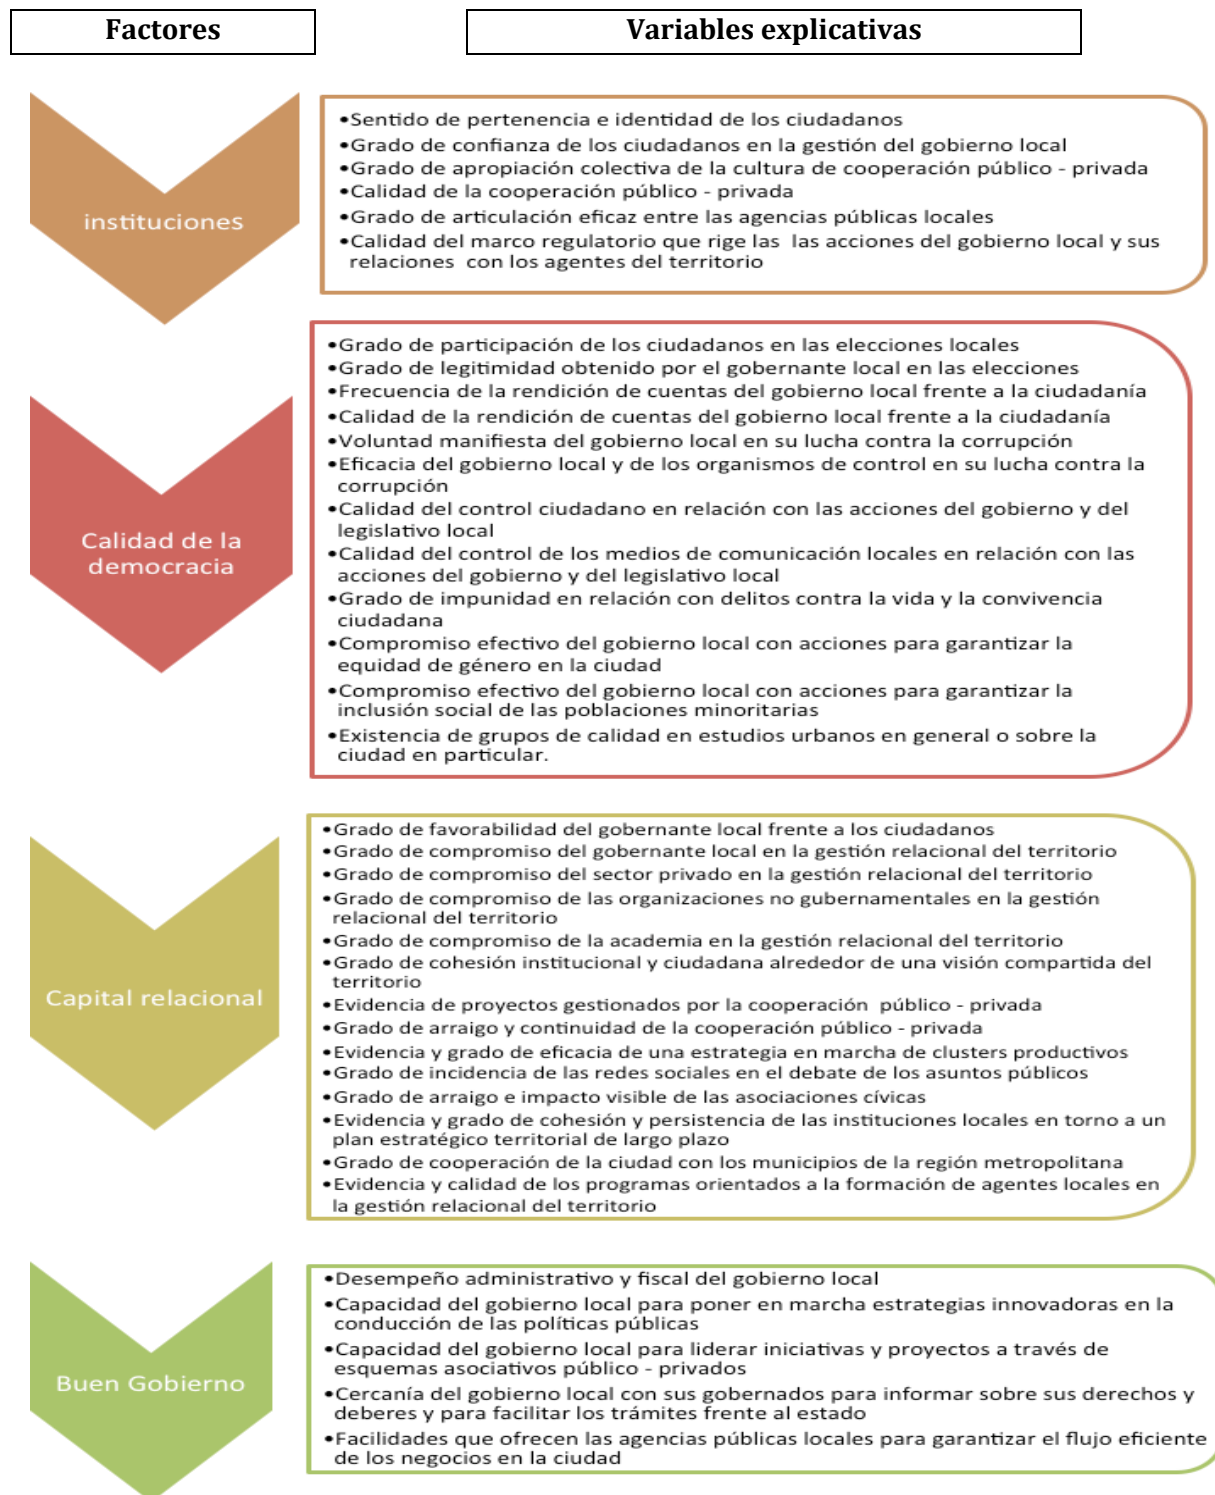 Factores
Variables explicativas
instituciones
•Sentido de pertenencia e identidad de los ciudadanos
•Grado de confianza de los ciudadanos en la gestión del gobierno local
•Grado de apropiación colectiva de la cultura de cooperación público - privada
•Calidad de la cooperación público - privada
•Grado de articulación eficaz entre las agencias públicas locales
•Calidad del marco regulatorio que rige las las acciones del gobierno local y sus
relaciones con los agentes del territorio
Calidad de la
democracia
•Grado de participación de los ciudadanos en las elecciones locales
•Grado de legitimidad obtenido por el gobernante local en las elecciones
•Frecuencia de la rendición de cuentas del gobierno local frente a la ciudadanía
•Calidad de la rendición de cuentas del gobierno local frente a la ciudadanía
•Voluntad manifiesta del gobierno local en su lucha contra la corrupción
•Eficacia del gobierno local y de los organismos de control en su lucha contra la
corrupción
•Calidad del control ciudadano en relación con las acciones del gobierno y del
legislativo local
•Calidad del control de los medios de comunicación locales en relación con las
acciones del gobierno y del legislativo local
•Grado de impunidad en relación con delitos contra la vida y la convivencia
ciudadana
•Compromiso efectivo del gobierno local con acciones para garantizar la
equidad de género en la ciudad
•Compromiso efectivo del gobierno local con acciones para garantizar la
inclusión social de las poblaciones minoritarias
•Existencia de grupos de calidad en estudios urbanos en general o sobre la
ciudad en particular.
Capital relacional
•Grado de favorabilidad del gobernante local frente a los ciudadanos
•Grado de compromiso del gobernante local en la gestión relacional del territorio
•Grado de compromiso del sector privado en la gestión relacional del territorio
•Grado de compromiso de las organizaciones no gubernamentales en la gestión
relacional del territorio
•Grado de compromiso de la academia en la gestión relacional del territorio
•Grado de cohesión institucional y ciudadana alrededor de una visión compartida del
territorio
•Evidencia de proyectos gestionados por la cooperación público - privada
•Grado de arraigo y continuidad de la cooperación público - privada
•Evidencia y grado de eficacia de una estrategia en marcha de clusters productivos
•Grado de incidencia de las redes sociales en el debate de los asuntos públicos
•Grado de arraigo e impacto visible de las asociaciones cívicas
•Evidencia y grado de cohesión y persistencia de las instituciones locales en torno a un
plan estratégico territorial de largo plazo
•Grado de cooperación de la ciudad con los municipios de la región metropolitana
•Evidencia y calidad de los programas orientados a la formación de agentes locales en
la gestión relacional del territorio
Buen Gobierno
•Desempeño administrativo y fiscal del gobierno local
•Capacidad del gobierno local para poner en marcha estrategias innovadoras en la
conducción de las políticas públicas
•Capacidad del gobierno local para liderar iniciativas y proyectos a través de
esquemas asociativos público - privados
•Cercanía del gobierno local con sus gobernados para informar sobre sus derechos y
deberes y para facilitar los trámites frente al estado
•Facilidades que ofrecen las agencias públicas locales para garantizar el flujo eficiente
de los negocios en la ciudad